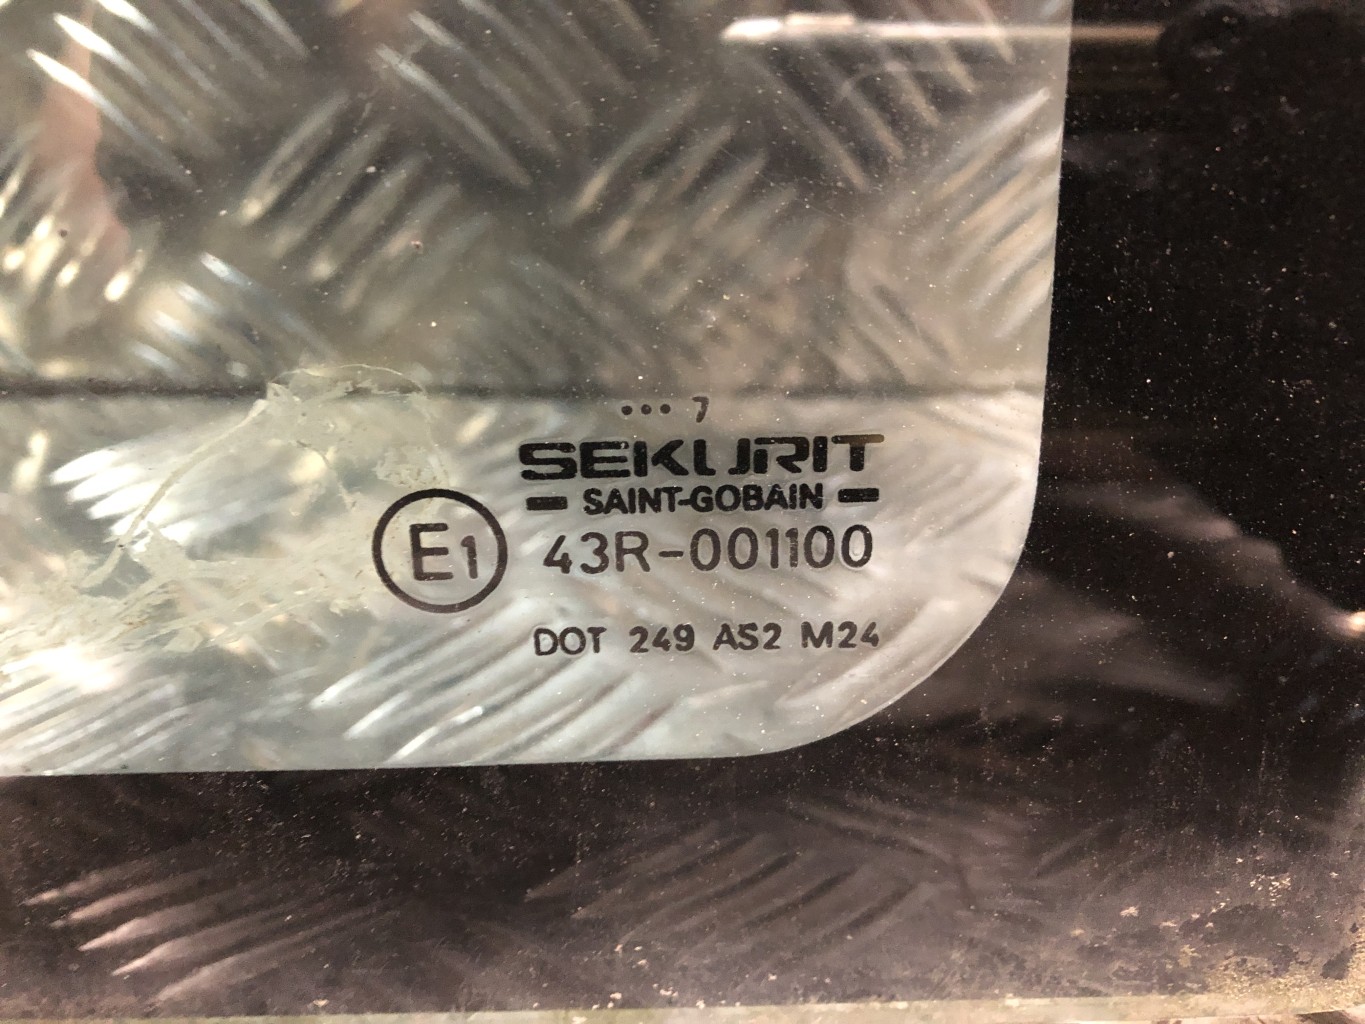 ... 7
SEKURIT
- SAINT-GOBAIN -
E1 43R-001100
DOT 249 AS2 M24